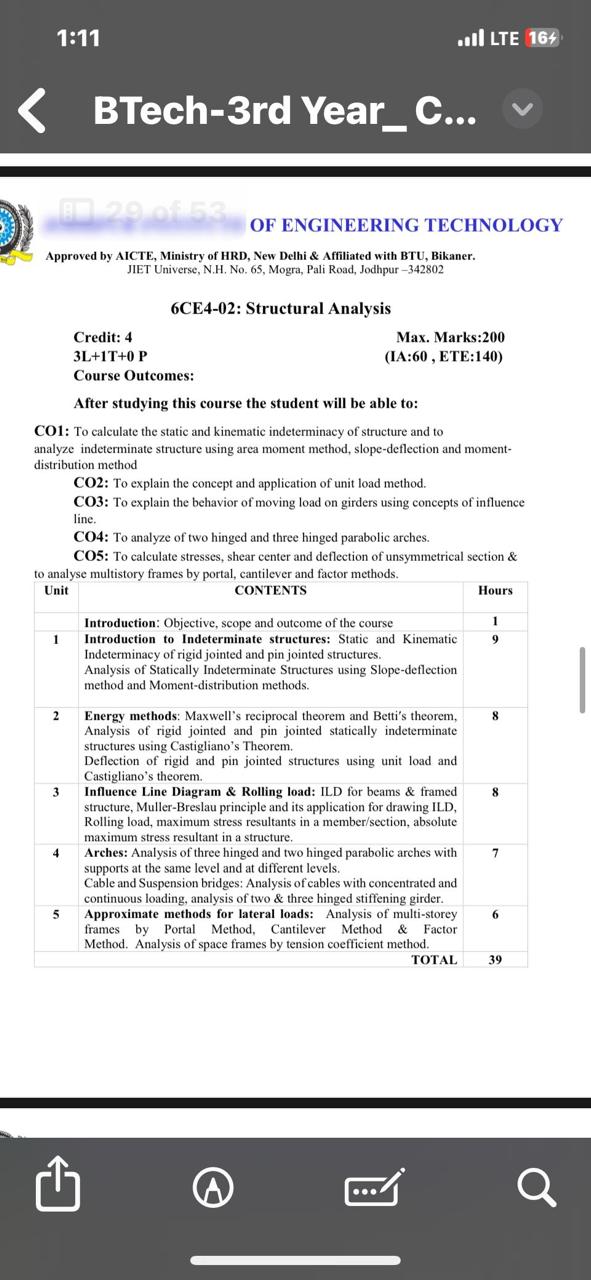 1:11
LTE 16
BTech-3rd Year_ C...
29 of 53
OF ENGINEERING TECHNOLOGY
Approved by AICTE, Ministry of HRD, New Delhi & Affiliated with BTU, Bikaner.
JIET Universe, N.H. No. 65, Mogra, Pali Road, Jodhpur –342802
6CE4-02: Structural Analysis
Credit: 4 Max. Marks:200
3L+1T+0 P (IA:60 , ETE:140)
Course Outcomes:
After studying this course the student will be able to:
CO1: To calculate the static and kinematic indeterminacy of structure and to
analyze indeterminate structure using area moment method, slope-deflection and moment-
distribution method
CO2: To explain the concept and application of unit load method.
CO3: To explain the behavior of moving load on girders using concepts of influence
line.
CO4: To analyze of two hinged and three hinged parabolic arches.
CO5: To calculate stresses, shear center and deflection of unsymmetrical section &
to analyse multistory frames by portal, cantilever and factor methods.
Unit CONTENTS Hours
Introduction: Objective, scope and outcome of the course 1
1 Introduction to Indeterminate structures: Static and Kinematic 9
Indeterminacy of rigid jointed and pin jointed structures.
Analysis of Statically Indeterminate Structures using Slope-deflection
method and Moment-distribution methods.
2 Energy methods: Maxwell's reciprocal theorem and Betti's theorem, 8
Analysis of rigid jointed and pin jointed statically indeterminate
structures using Castigliano's Theorem.
Deflection of rigid and pin jointed structures using unit load and
Castigliano's theorem.
3 Influence Line Diagram & Rolling load: ILD for beams & framed 8
structure, Muller-Breslau principle and its application for drawing ILD,
Rolling load, maximum stress resultants in a member/section, absolute
maximum stress resultant in a structure.
4 Arches: Analysis of three hinged and two hinged parabolic arches with 7
supports at the same level and at different levels.
Cable and Suspension bridges: Analysis of cables with concentrated and
continuous loading, analysis of two & three hinged stiffening girder.
5 Approximate methods for lateral loads: Analysis of multi-storey 6
frames by Portal Method, Cantilever Method & Factor
Method. Analysis of space frames by tension coefficient method.
TOTAL 39